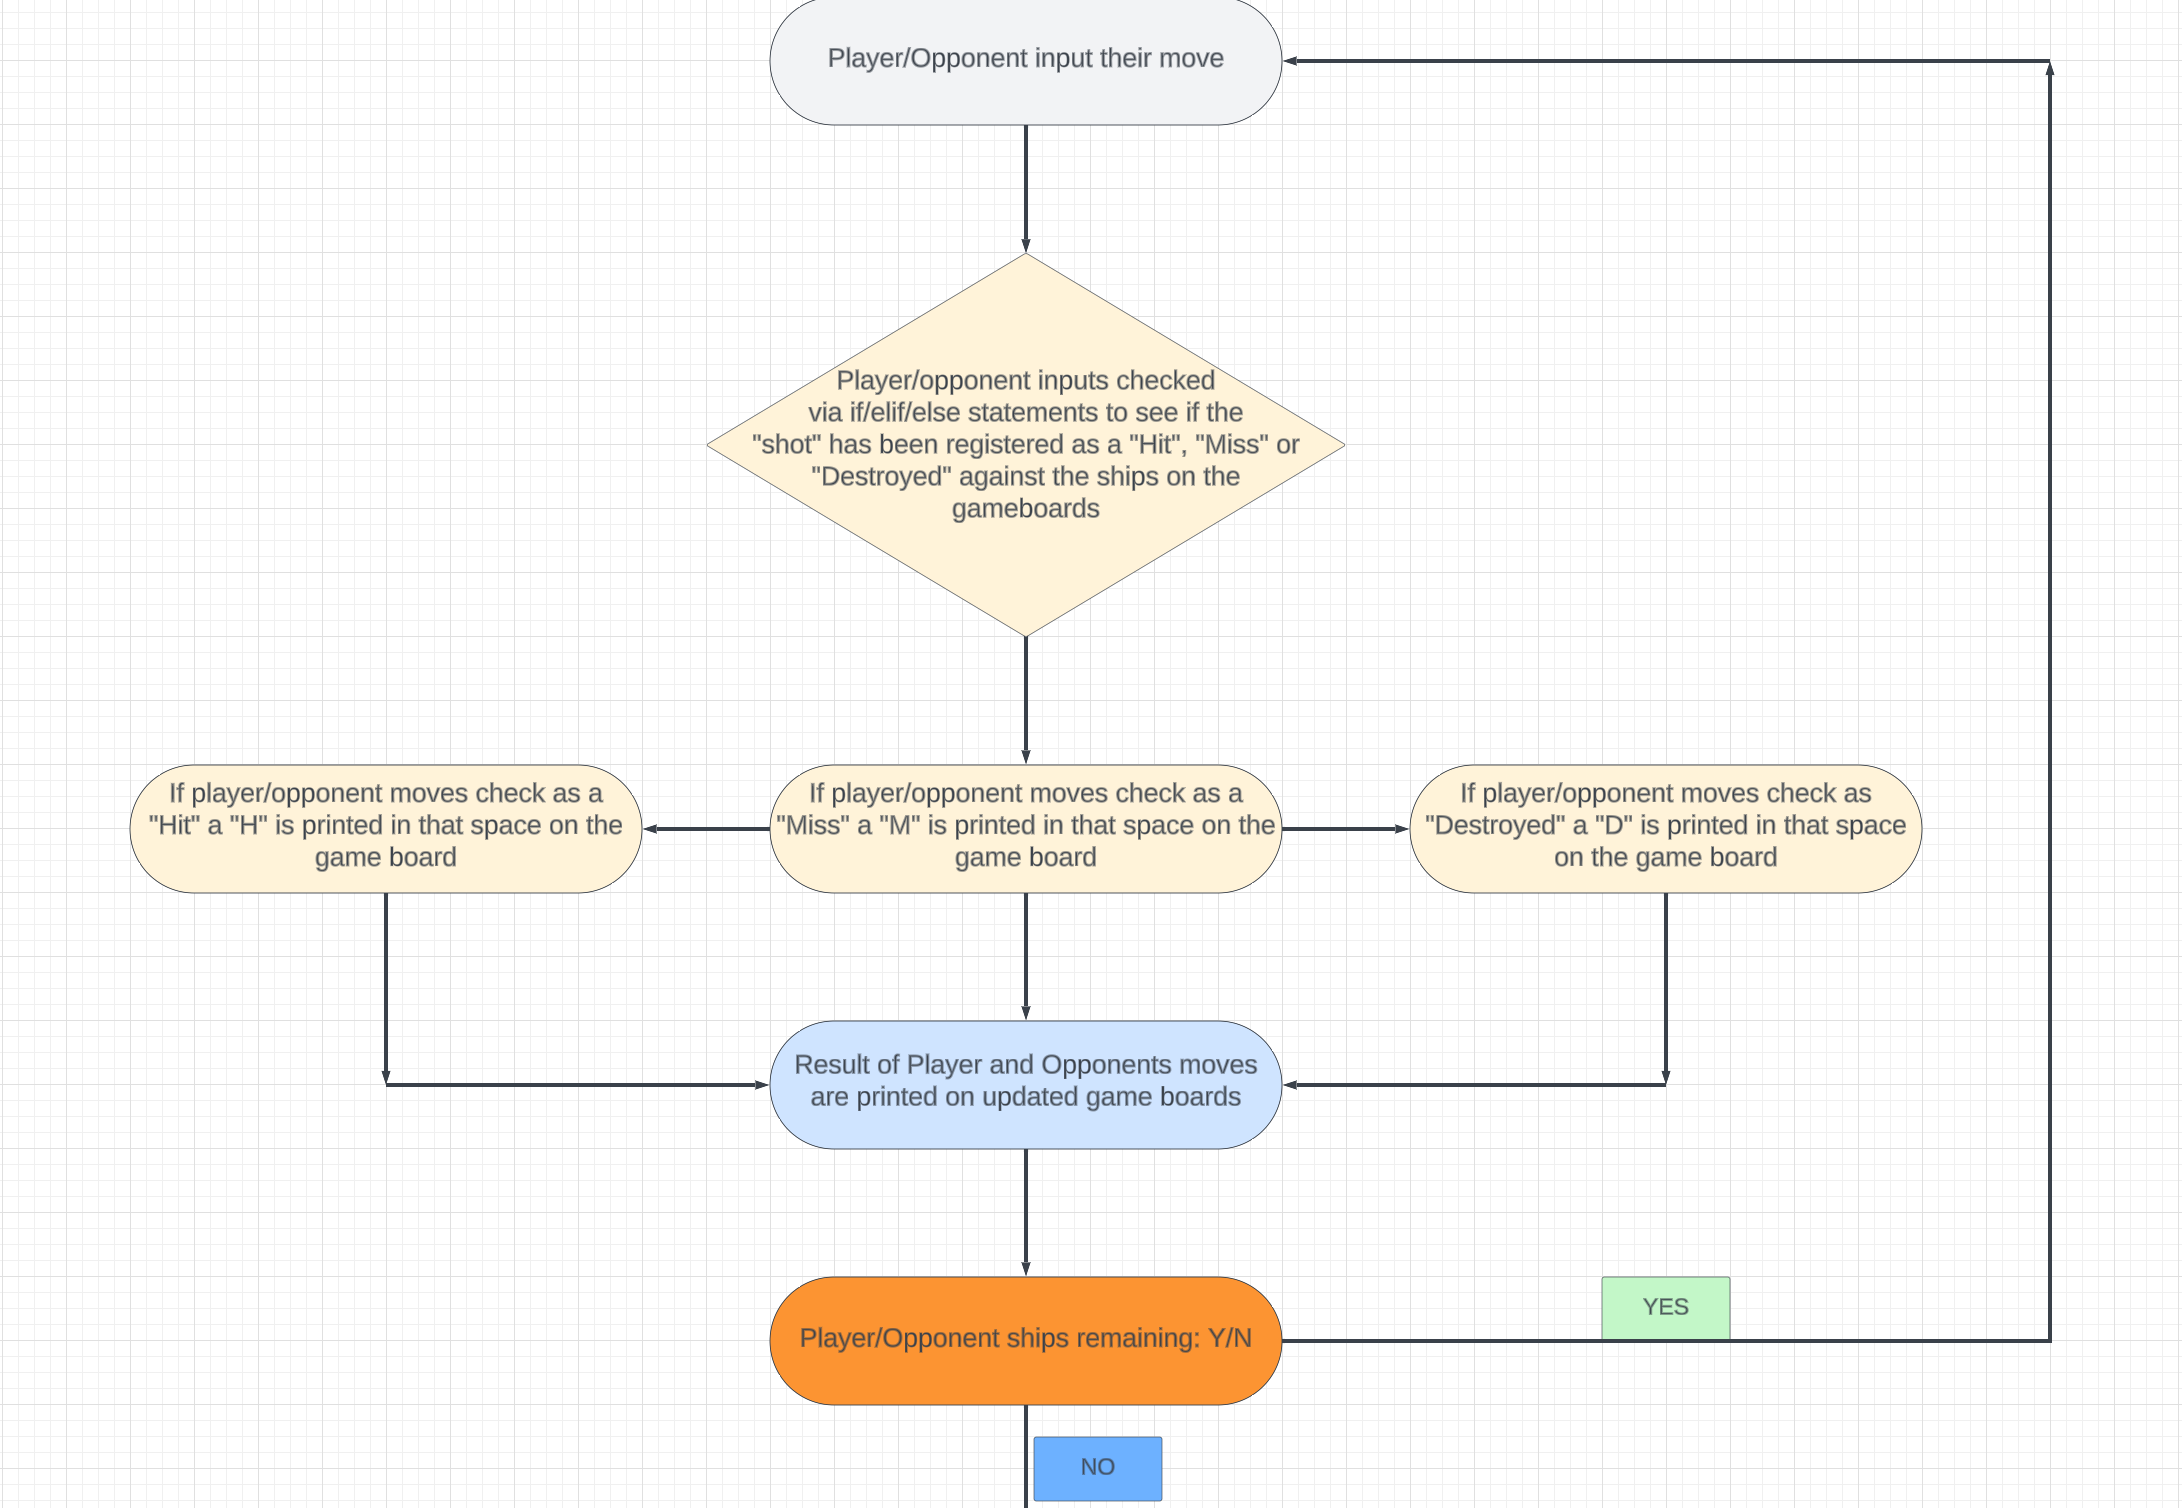 Player/Opponent input their move
Player/opponent inputs checked
via if/elif/else statements to see if the
"shot" has been registered as a "Hit", "Miss" or
"Destroyed" against the ships on the
gameboards
If player/opponent moves check as a
"Hit" a "H" is printed in that space on the
game board
If player/opponent moves check as a
"Miss" a "M" is printed in that space on the
game board
If player/opponent moves check as
"Destroyed" a "D" is printed in that space
on the game board
Result of Player and Opponents moves
are printed on updated game boards
Player/Opponent ships remaining: Y/N
YES
NO